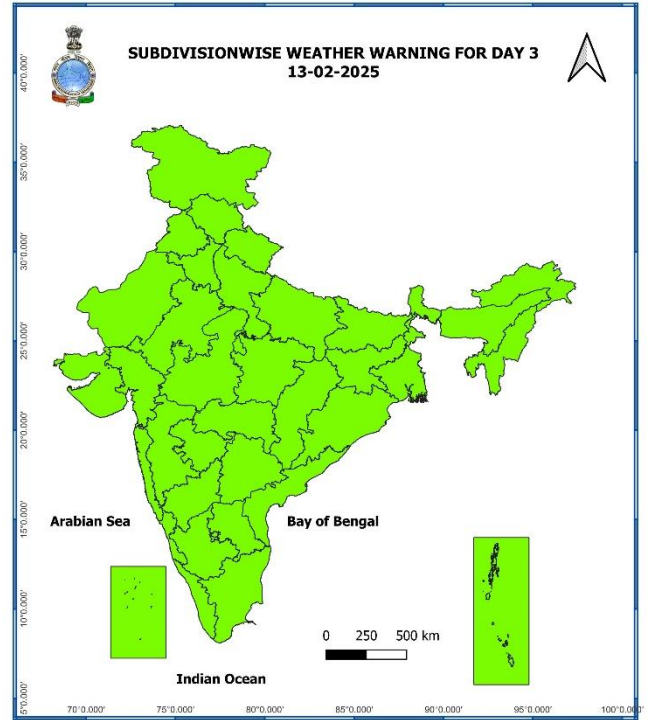 SUBDIVISIONWISE WEATHER WARNING FOR DAY 3
13-02-2025
40°0.000'
35°0.000'
30°0.000'
25°0.000'
20°0.000'
15°0.000'
10°0.000'
5°0.000'
Arabian Sea
Bay of Bengal
0 250 500 km
Indian Ocean
70°0.000' 75°0.000' 80°0.000' 85°0.000' 90°0.000' 95°0.000' 100°0.000'